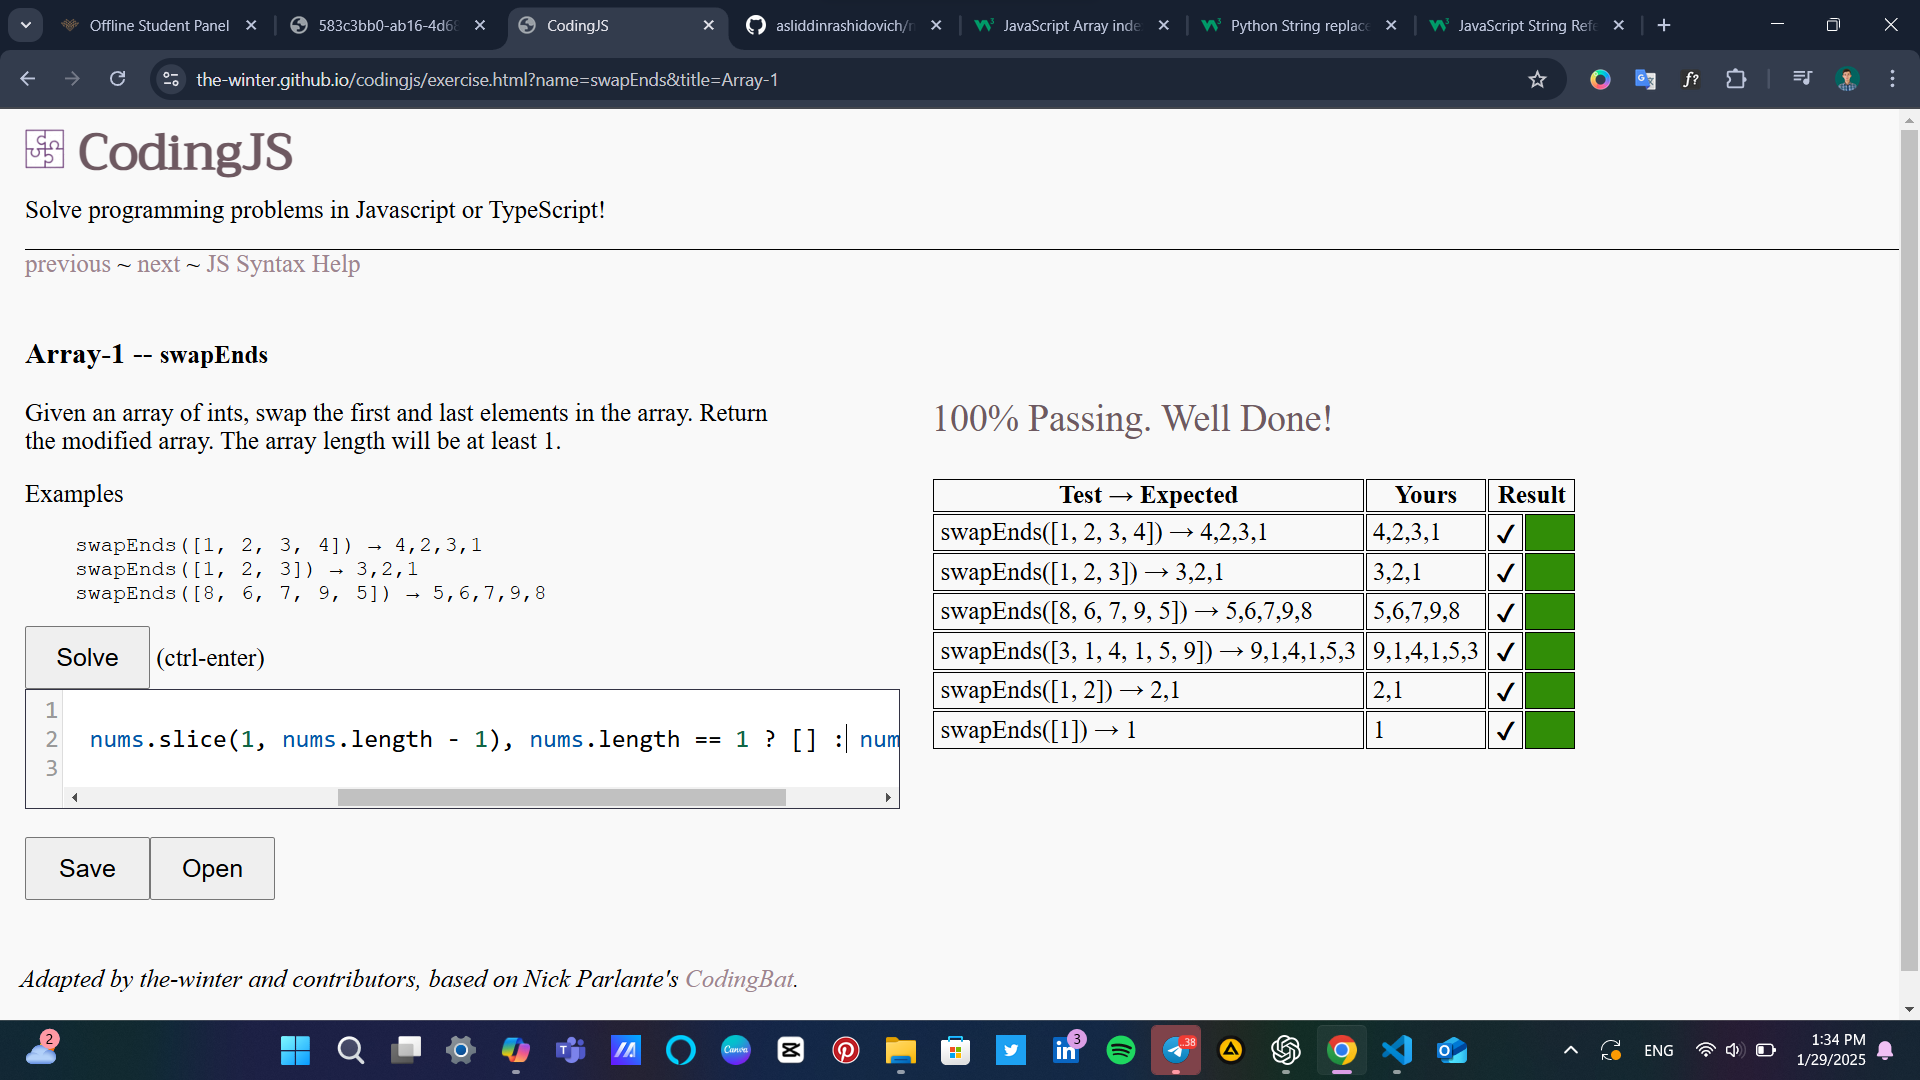 Offline Student Panel
583c3bb0-ab16-4d68
CodingJS
asliddinrashidovich/
JavaScript Array inde
Python String replac
JavaScript String Ref
the-winter.github.io/codingjs/exercise.html?name=swapEnds&title=Array-1
CodingJS
Solve programming problems in Javascript or TypeScript!
previous ~ next ~ JS Syntax Help
Array-1 -- swapEnds
Given an array of ints, swap the first and last elements in the array. Return
the modified array. The array length will be at least 1.
Examples
swapEnds([1, 2, 3, 4]) → 4,2,3,1
swapEnds([1, 2, 3]) → 3,2,1
swapEnds([8, 6, 7, 9, 5]) → 5,6,7,9,8
Solve (ctrl-enter)
1
2 nums.slice(1, nums.length - 1), nums.length == 1 ? [] : num
3
Save Open
100% Passing. Well Done!
Test → Expected Yours Result
swapEnds([1, 2, 3, 4]) → 4,2,3,1 4,2,3,1 ✔
swapEnds([1, 2, 3]) → 3,2,1 3,2,1 ✔
swapEnds([8, 6, 7, 9, 5]) → 5,6,7,9,8 5,6,7,9,8 ✔
swapEnds([3, 1, 4, 1, 5, 9]) → 9,1,4,1,5,3 9,1,4,1,5,3 ✔
swapEnds([1, 2]) → 2,1 2,1 ✔
swapEnds([1]) → 1 1 ✔
Adapted by the-winter and contributors, based on Nick Parlante's CodingBat.
2
Canva
3
..38
ENG
1:34 PM
1/29/2025